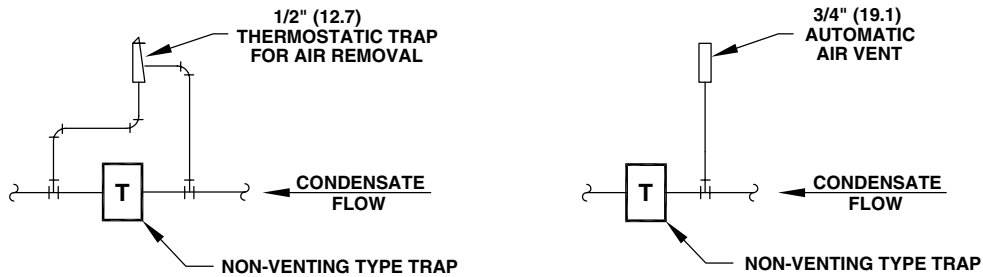 1/2" (12.7)
THERMOSTATIC TRAP
FOR AIR REMOVAL
T
CONDENSATE
FLOW
NON-VENTING TYPE TRAP
3/4" (19.1)
AUTOMATIC
AIR VENT
T
CONDENSATE
FLOW
NON-VENTING TYPE TRAP